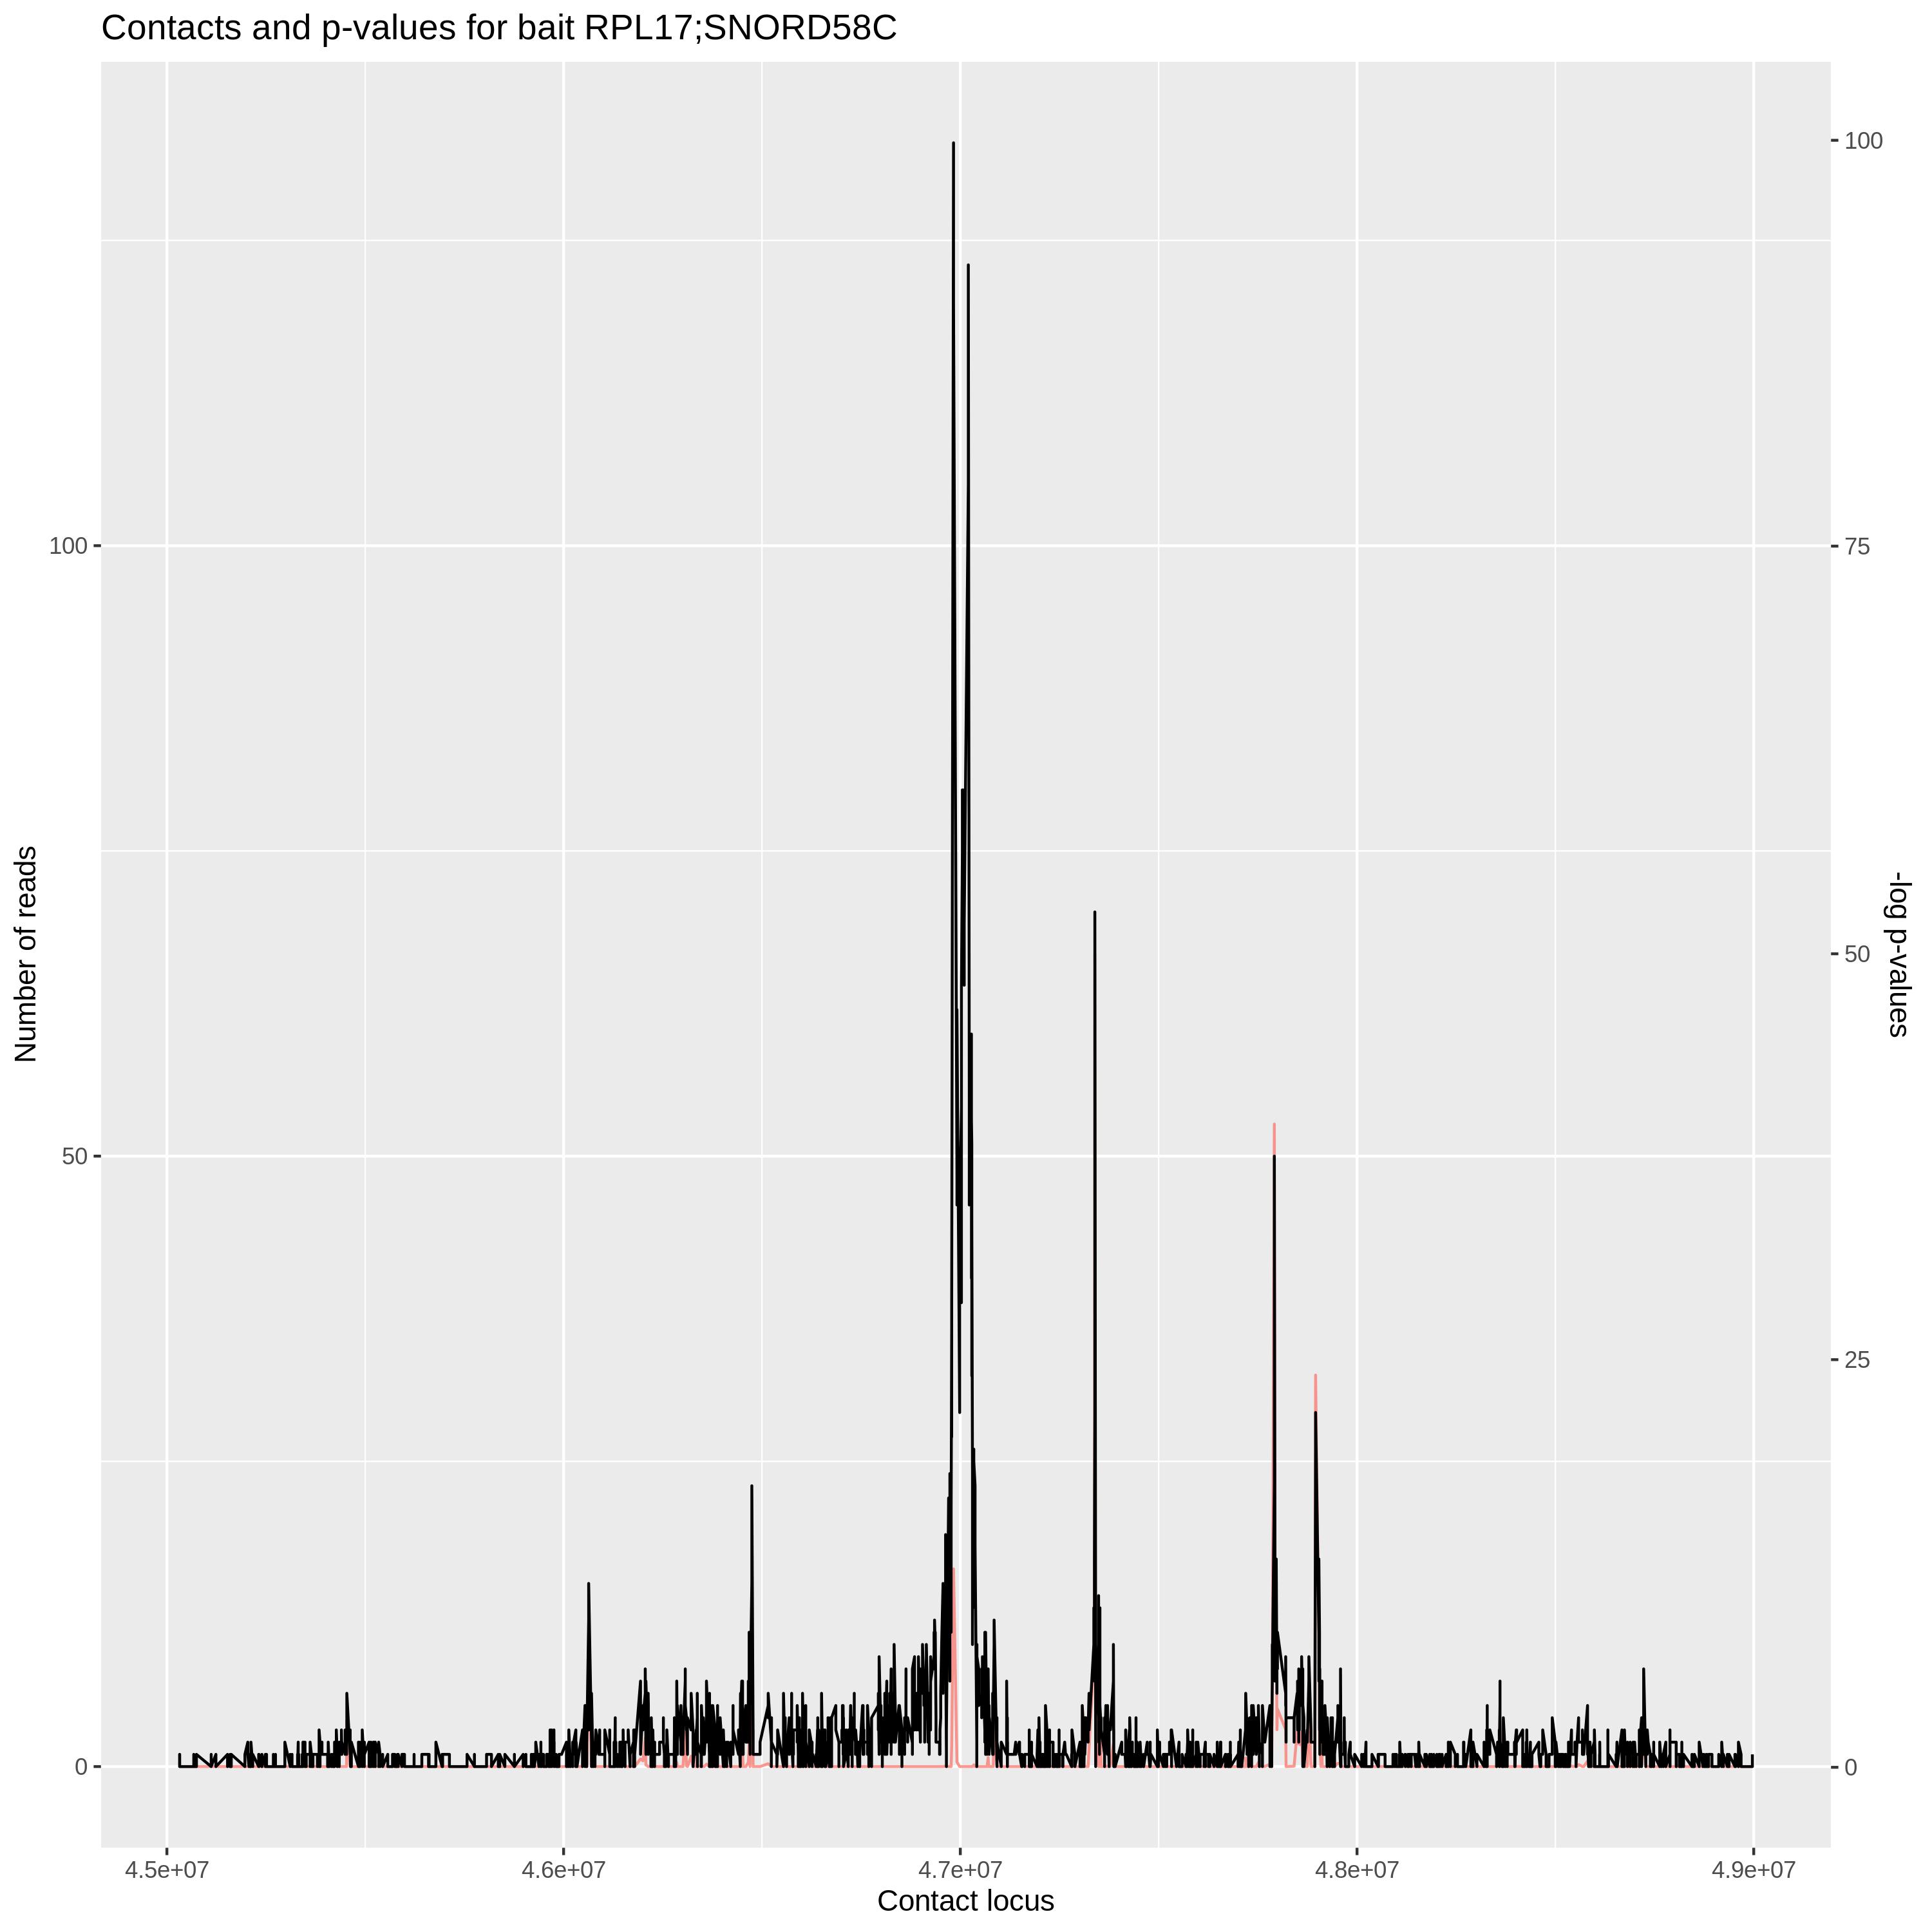 Contacts and p-values for bait RPL17;SNORD58C
Number of reads
100
50
0
100
75
50
25
0
-log p-values
4.5e+07
4.6e+07
4.7e+07
4.8e+07
4.9e+07
Contact locus